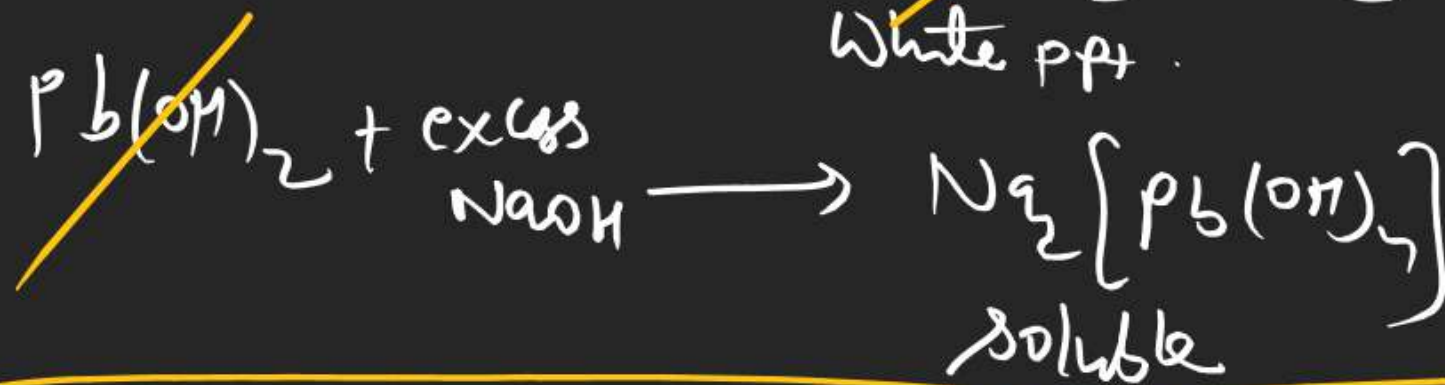 White ppt.
Pb(OH)2 + excess NaOH → Na2[Pb(OH)4]
soluble